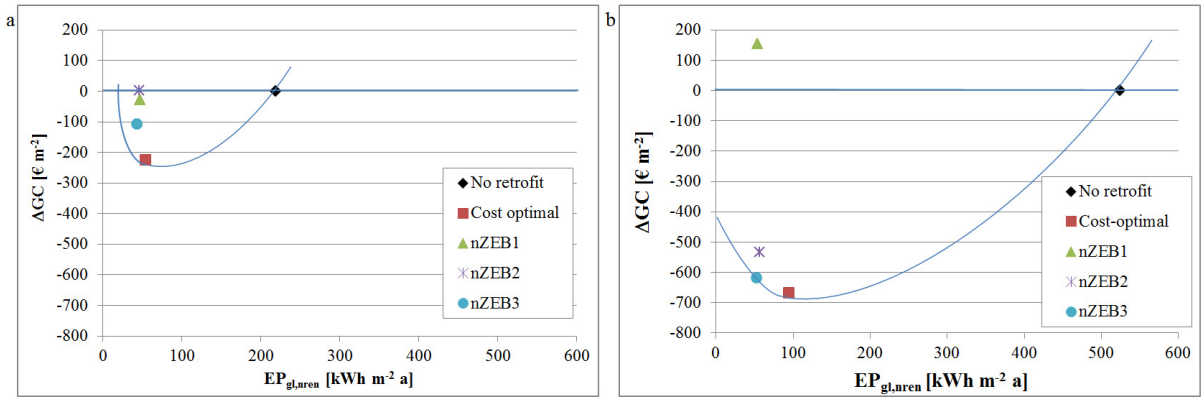 a
200
100
0
-100
-200
-300
-400
-500
-600
-700
-800
ΔGC [€ m-2]
0 100 200 300 400 500 600
EPgl,nren [kWh m-2 a]
No retrofit
Cost optimal
nZEB1
nZEB2
nZEB3
b
200
100
0
-100
-200
-300
-400
-500
-600
-700
-800
ΔGC [€ m-2]
0 100 200 300 400 500 600
EPgl,nren [kWh m-2 a]
No retrofit
Cost-optimal
nZEB1
nZEB2
nZEB3